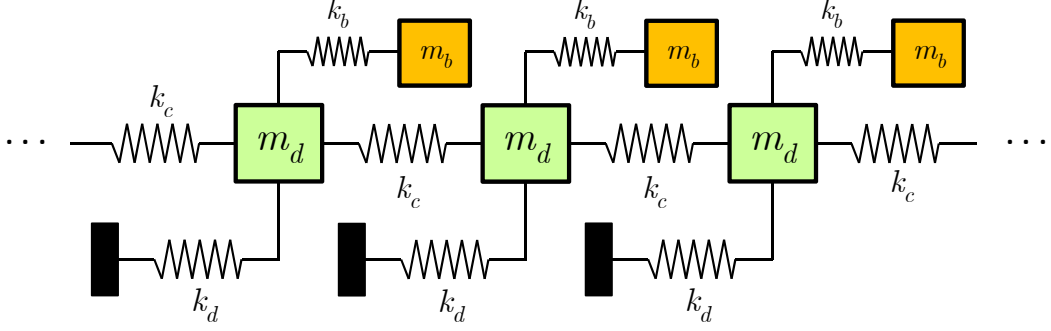 k_b k_b k_b
m_b m_b m_b
k_c
··· m_d m_d m_d ···
k_c k_c k_c
k_d k_d k_d